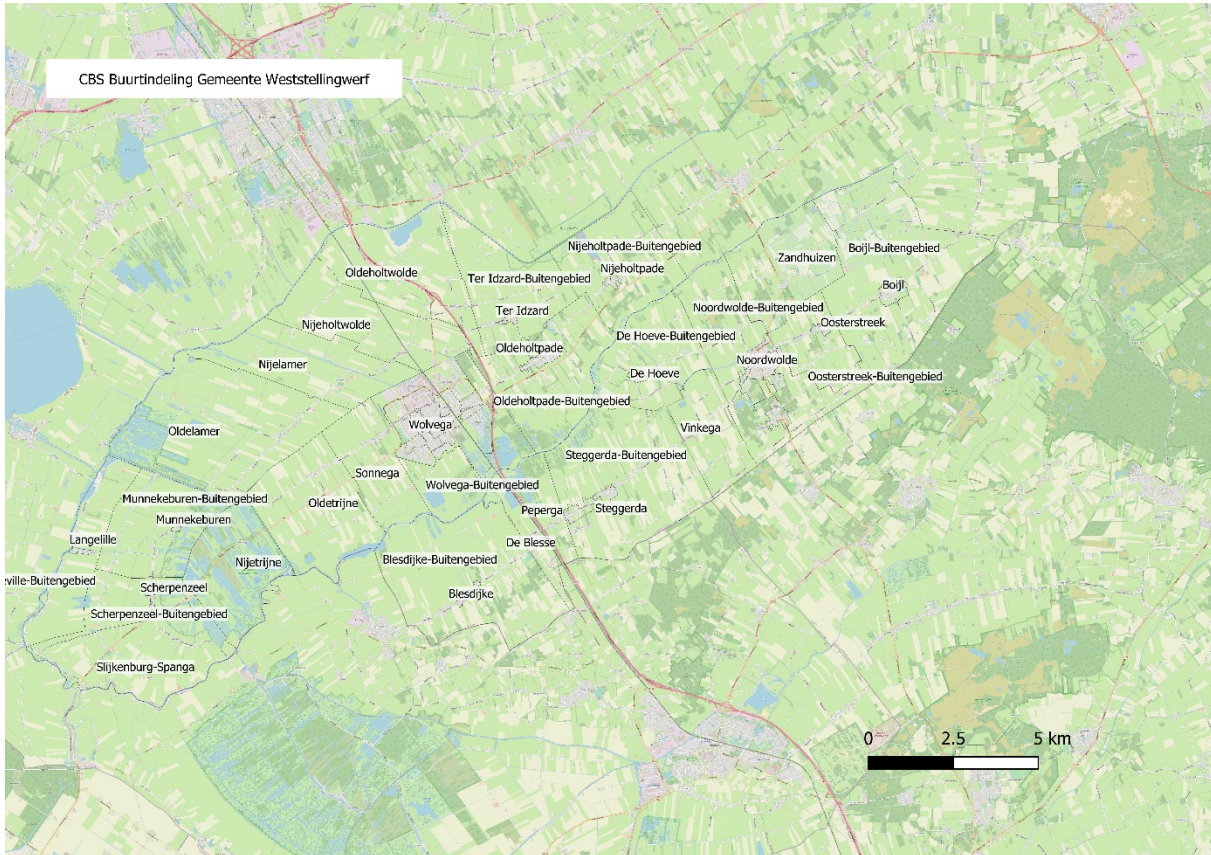 CBS Buurtindeling Gemeente Weststellingwerf
Nijeholtpade-Buitengebied
Boijl-Buitengebied
Zandhuizen
Nijeholtpade
Oldeholtwolde
Ter Idzard-Buitengebied
Boijl
Noordwolde-Buitengebied
Ter Idzard
Nijeholtwolde
Oosterstreek
De Hoeve-Buitengebied
Oldeholtpade
Noordwolde
Nijelamer
De Hoeve
Oosterstreek-Buitengebied
Oldeholtpade-Buitengebied
Wolvega
Vinkega
Oldelamer
Steggerda-Buitengebied
Sonnega
Wolvega-Buitengebied
Munnekeburen-Buitengebied
Oldetrijne
Steggerda
Peperga
Munnekeburen
Langelille
De Blesse
Blesdijke-Buitengebied
Nijetrijne
eville-Buitengebied
Scherpenzeel
Blesdijke
Scherpenzeel-Buitengebied
Slijkenburg-Spanga
0 2.5 5 km